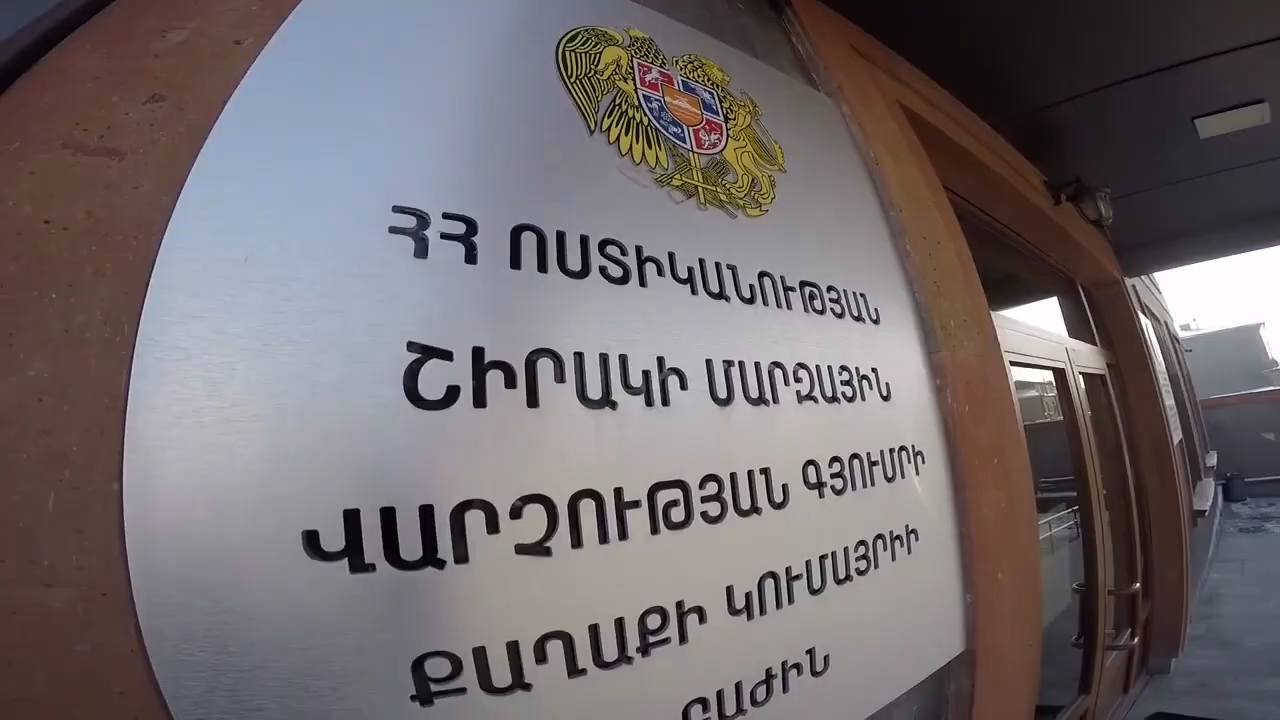 ՀՀ ՈՍՏԻԿԱՆՈՒԹՅԱՆ
ՇԻՐԱԿԻ ՄԱՐԶԱՅԻՆ
ՎԱՐՉՈՒԹՅԱՆ ԳՅՈՒՄՐԻ
ՔԱՂԱՔԻ ԿՈՒՄԱՅՐԻԻ
ԲԱԺԻՆ